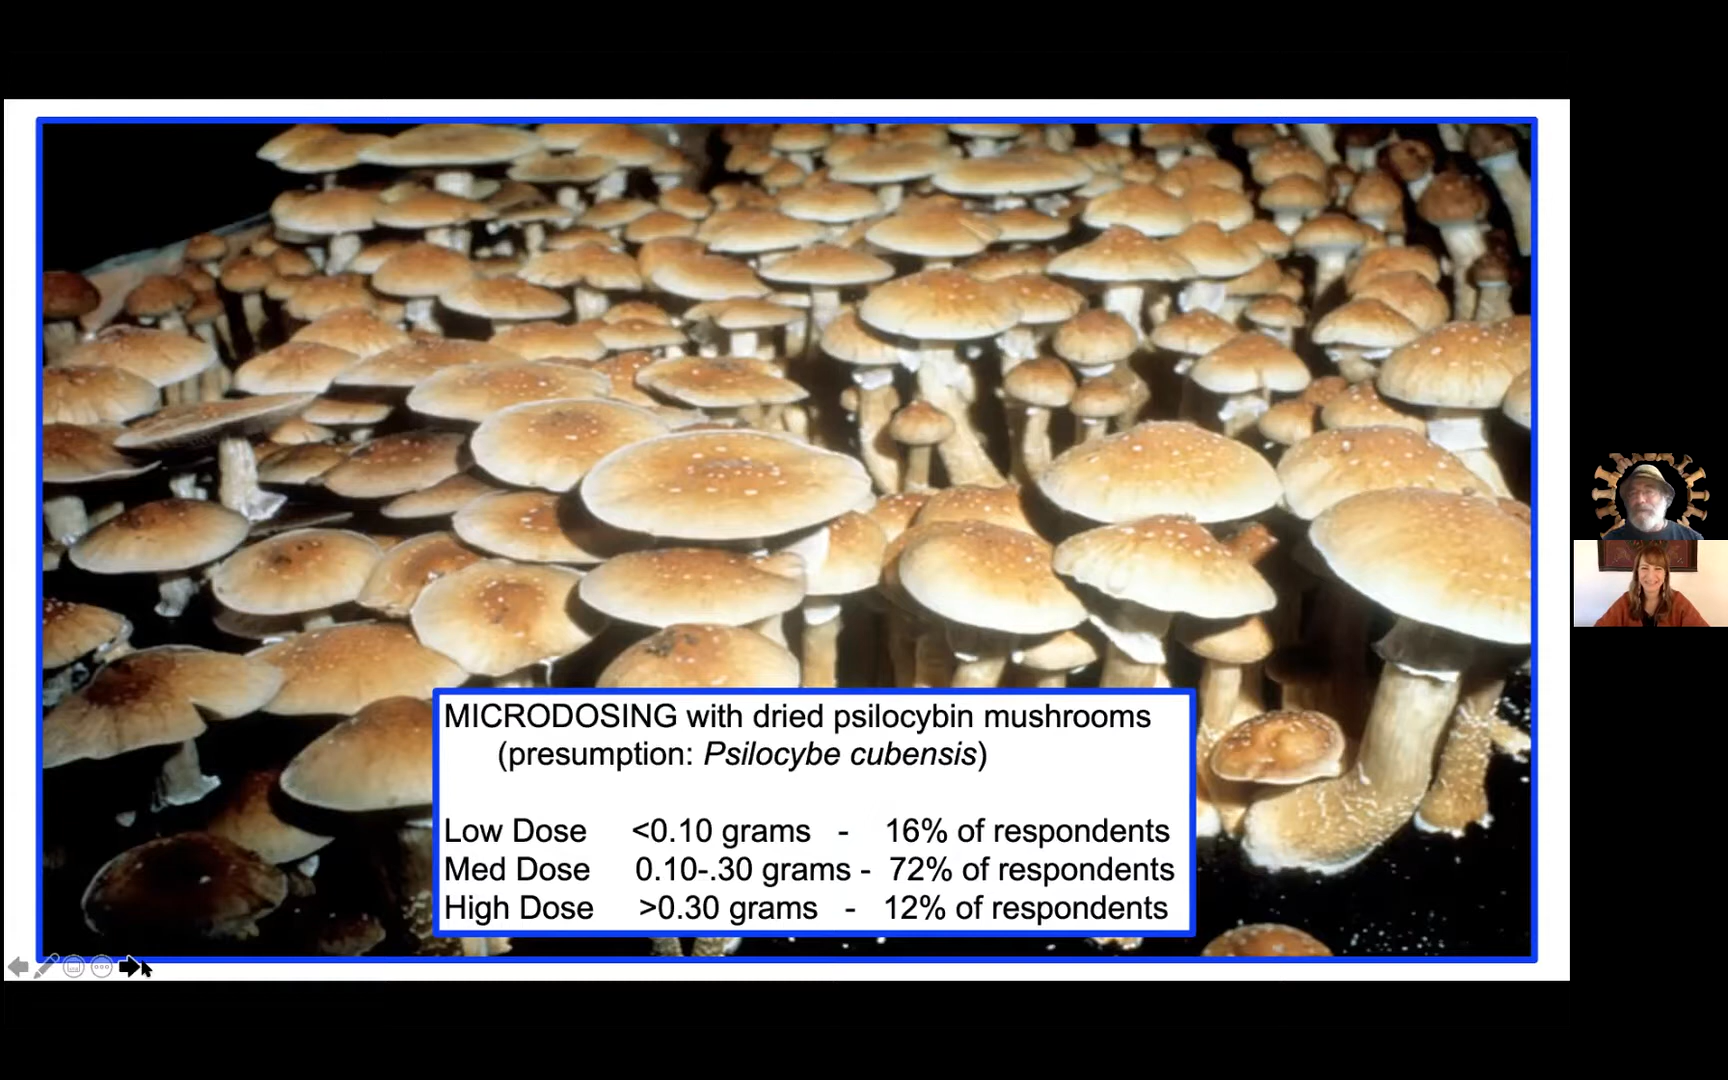 MICRODOSING with dried psilocybin mushrooms
(presumption: Psilocybe cubensis)
Low Dose <0.10 grams - 16% of respondents
Med Dose 0.10-.30 grams - 72% of respondents
High Dose >0.30 grams - 12% of respondents